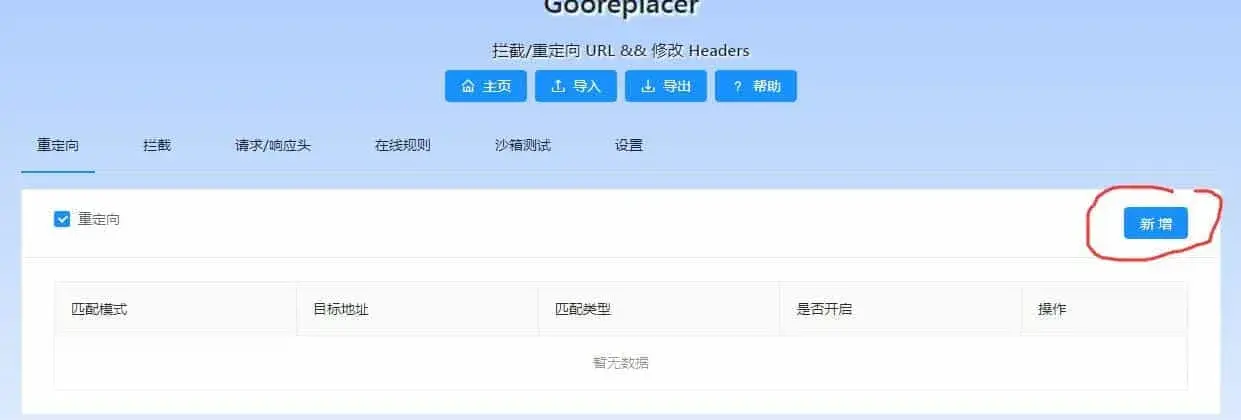 Gooreplacer
拦截/重定向 URL && 修改 Headers
主页 导入 导出 ? 帮助
重定向 拦截 请求/响应头 在线规则 沙箱测试 设置
重定向 新增
匹配模式 目标地址 匹配类型 是否开启 操作
暂无数据